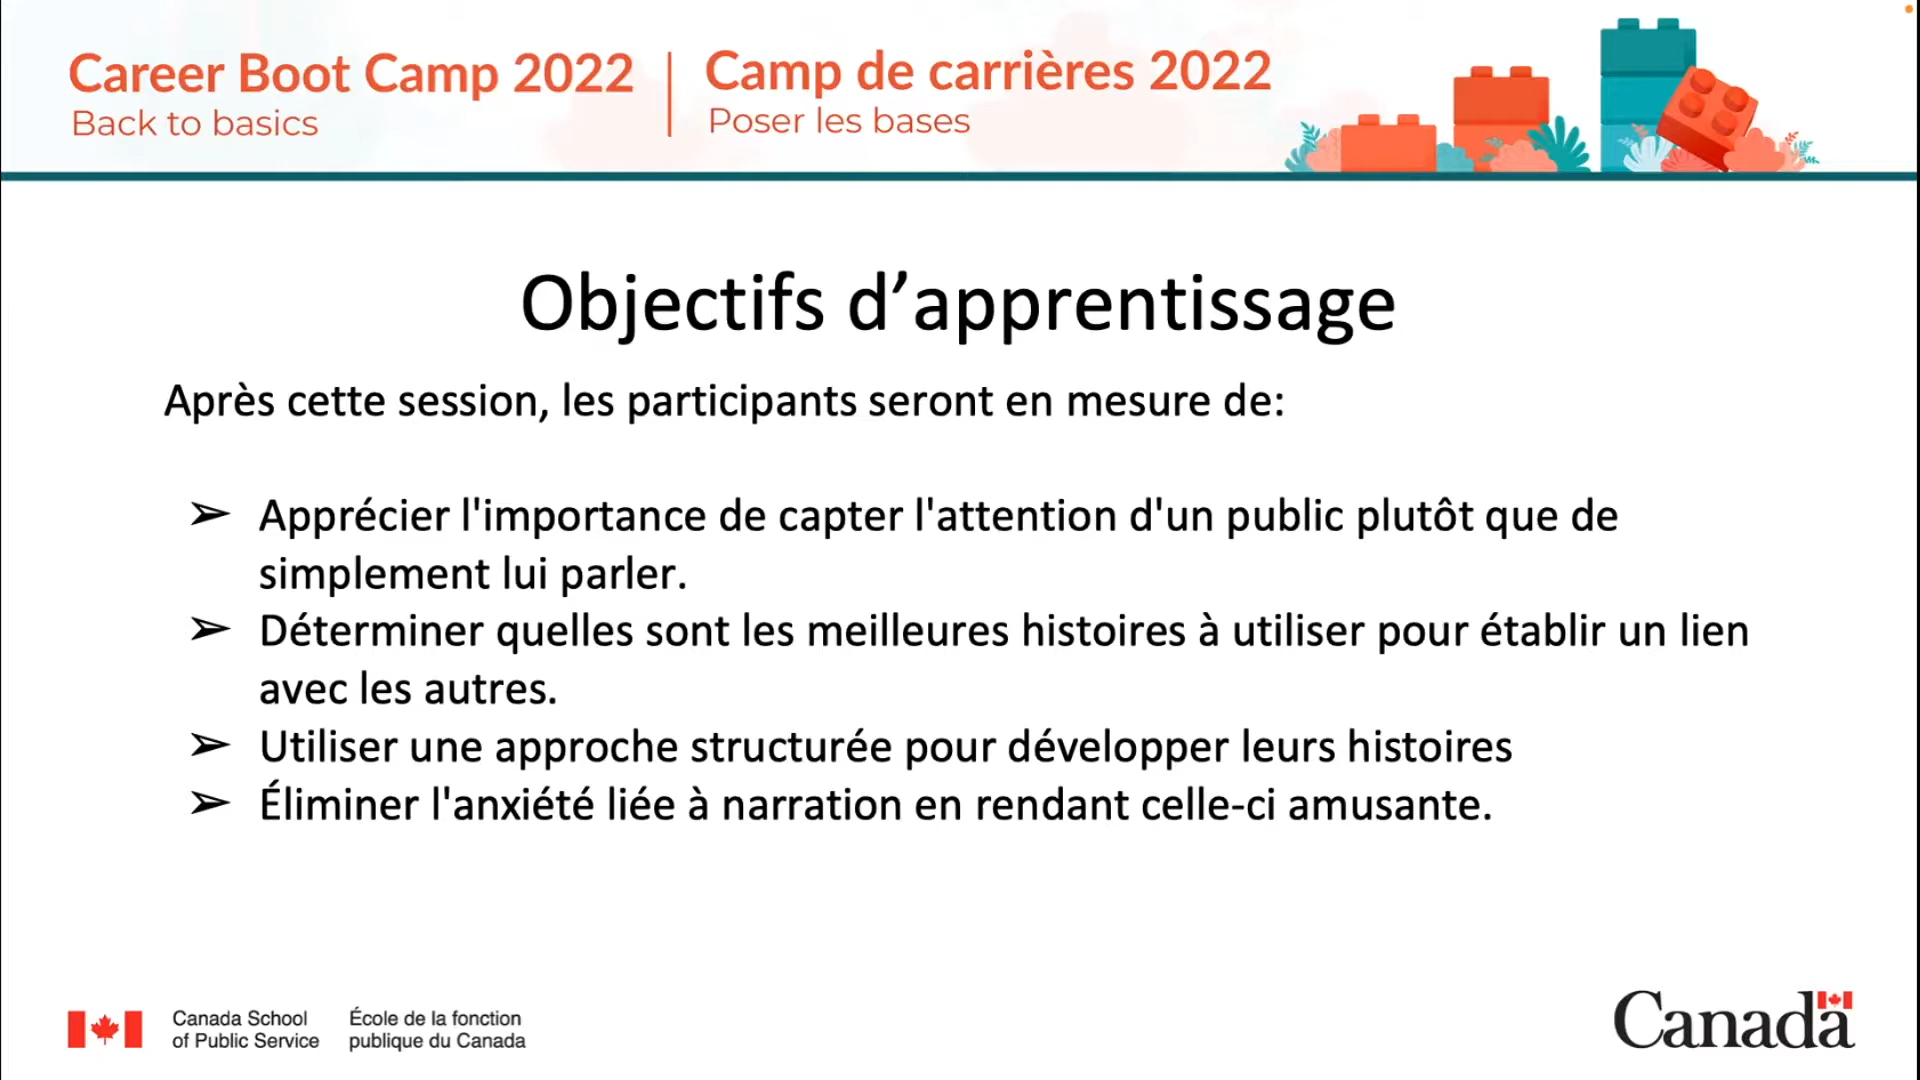 Career Boot Camp 2022
Back to basics
Camp de carrières 2022
Poser les bases
Objectifs d’apprentissage
Après cette session, les participants seront en mesure de:
➢ Apprécier l'importance de capter l'attention d'un public plutôt que de
simplement lui parler.
➢ Déterminer quelles sont les meilleures histoires à utiliser pour établir un lien
avec les autres.
➢ Utiliser une approche structurée pour développer leurs histoires
➢ Éliminer l'anxiété liée à narration en rendant celle-ci amusante.
Canada School
of Public Service
École de la fonction
publique du Canada
Canada